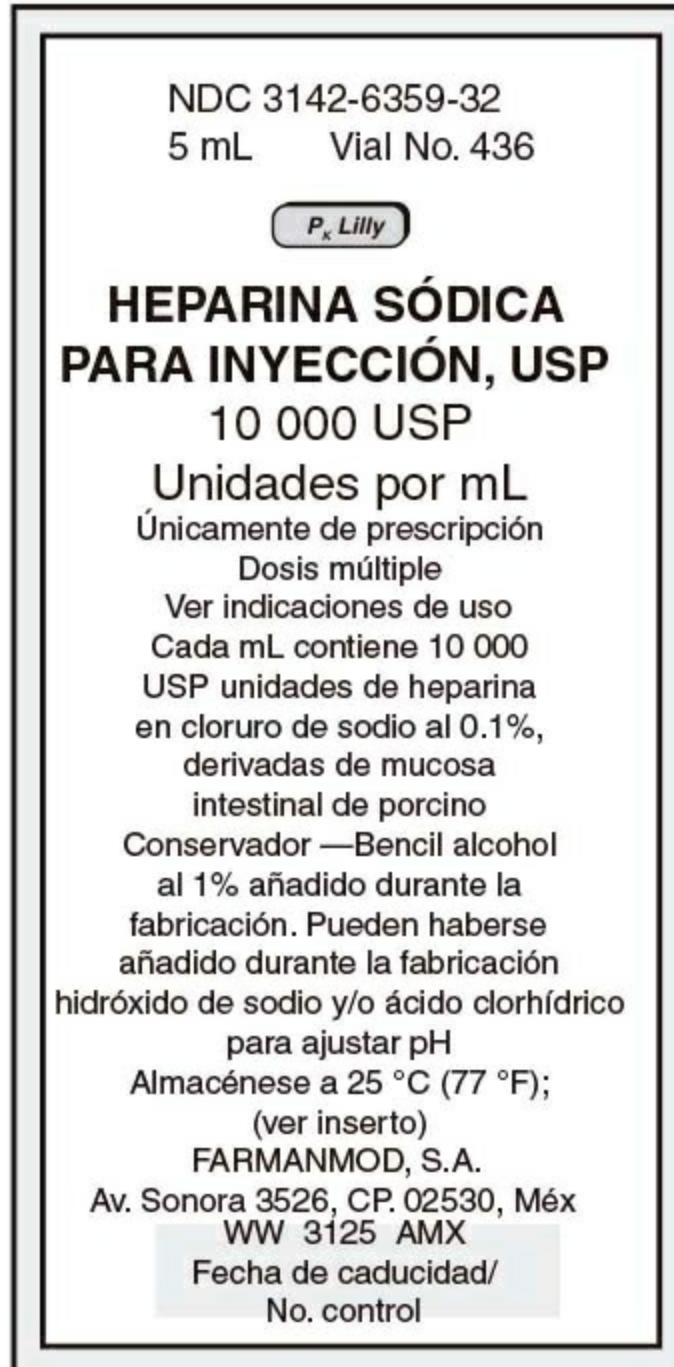 NDC 3142-6359-32
5 mL Vial No. 436
PK Lilly
HEPARINA SÓDICA
PARA INYECCIÓN, USP
10 000 USP
Unidades por mL
Únicamente de prescripción
Dosis múltiple
Ver indicaciones de uso
Cada mL contiene 10 000
USP unidades de heparina
en cloruro de sodio al 0.1%,
derivadas de mucosa
intestinal de porcino
Conservador —Bencil alcohol
al 1% añadido durante la
fabricación. Pueden haberse
añadido durante la fabricación
hidróxido de sodio y/o ácido clorhídrico
para ajustar pH
Almacénese a 25 °C (77 °F);
(ver inserto)
FARMANMOD, S.A.
Av. Sonora 3526, CP. 02530, Méx
WW 3125 AMX
Fecha de caducidad/
No. control